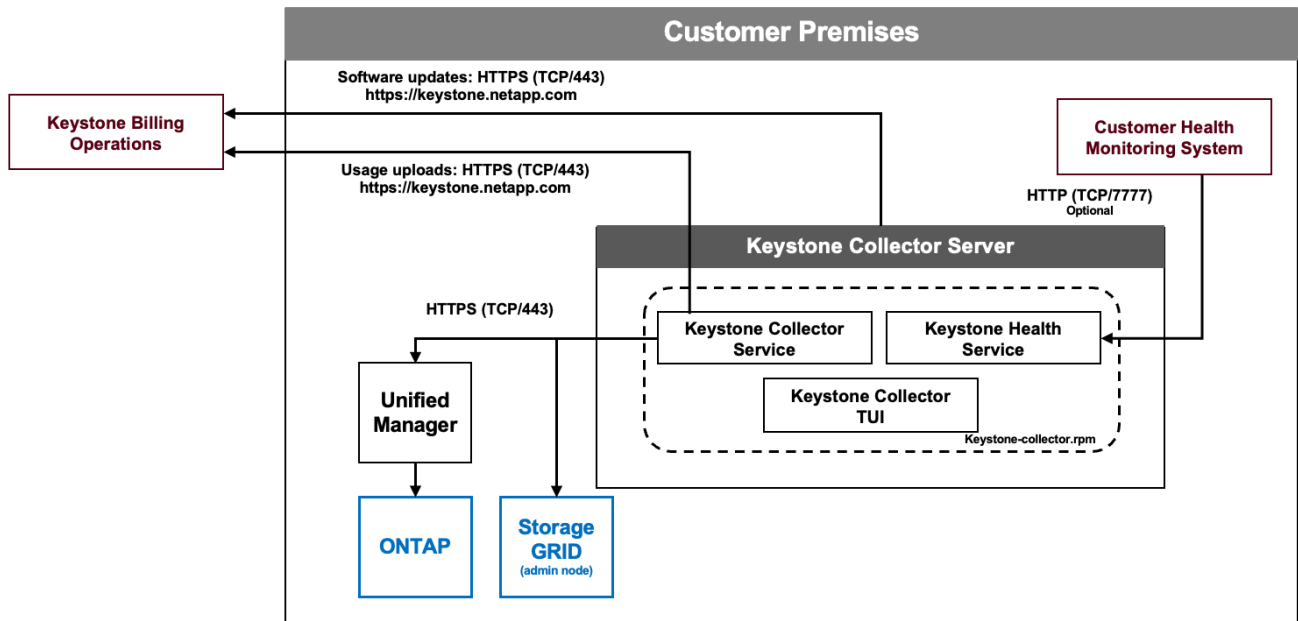 Customer Premises
Software updates: HTTPS (TCP/443)
https://keystone.netapp.com
Keystone Billing
Operations
Customer Health
Monitoring System
Usage uploads: HTTPS (TCP/443)
https://keystone.netapp.com
HTTP (TCP/7777)
Optional
Keystone Collector Server
HTTPS (TCP/443)
Keystone Collector
Service
Keystone Health
Service
Keystone Collector
TUI
Keystone-collector.rpm
Unified
Manager
ONTAP
Storage
GRID
(admin node)